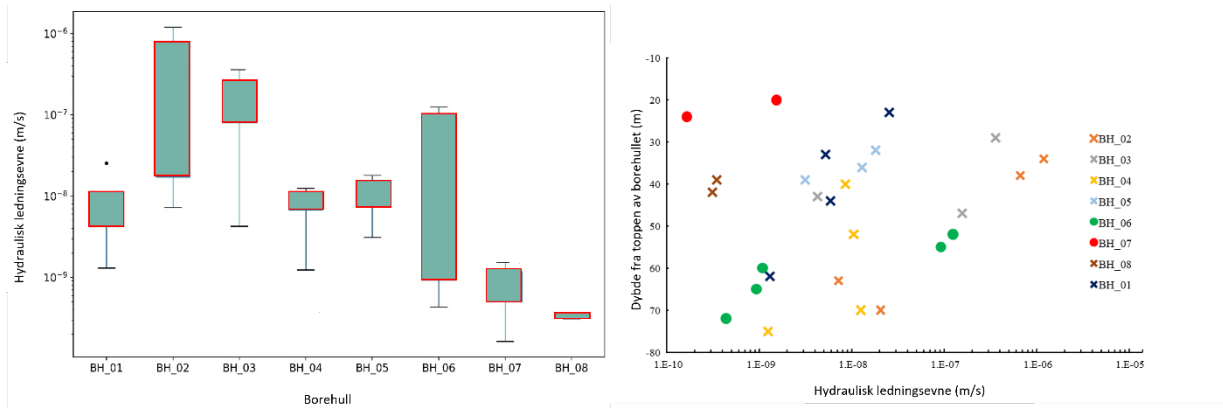 Hydraulisk ledningsevne (m/s)
10⁻⁶
10⁻⁷
10⁻⁸
10⁻⁹
BH_01 BH_02 BH_03 BH_04 BH_05 BH_06 BH_07 BH_08
Borehull
Dybde fra toppen av borehullet (m)
-10
20
30
40
50
60
70
-80
1.E-10 1.E-09 1.E-08 1.E-07 1.E-06 1.E-05
Hydraulisk ledningsevne (m/s)
BH_02
BH_03
BH_04
BH_05
BH_06
BH_07
BH_08
BH_01